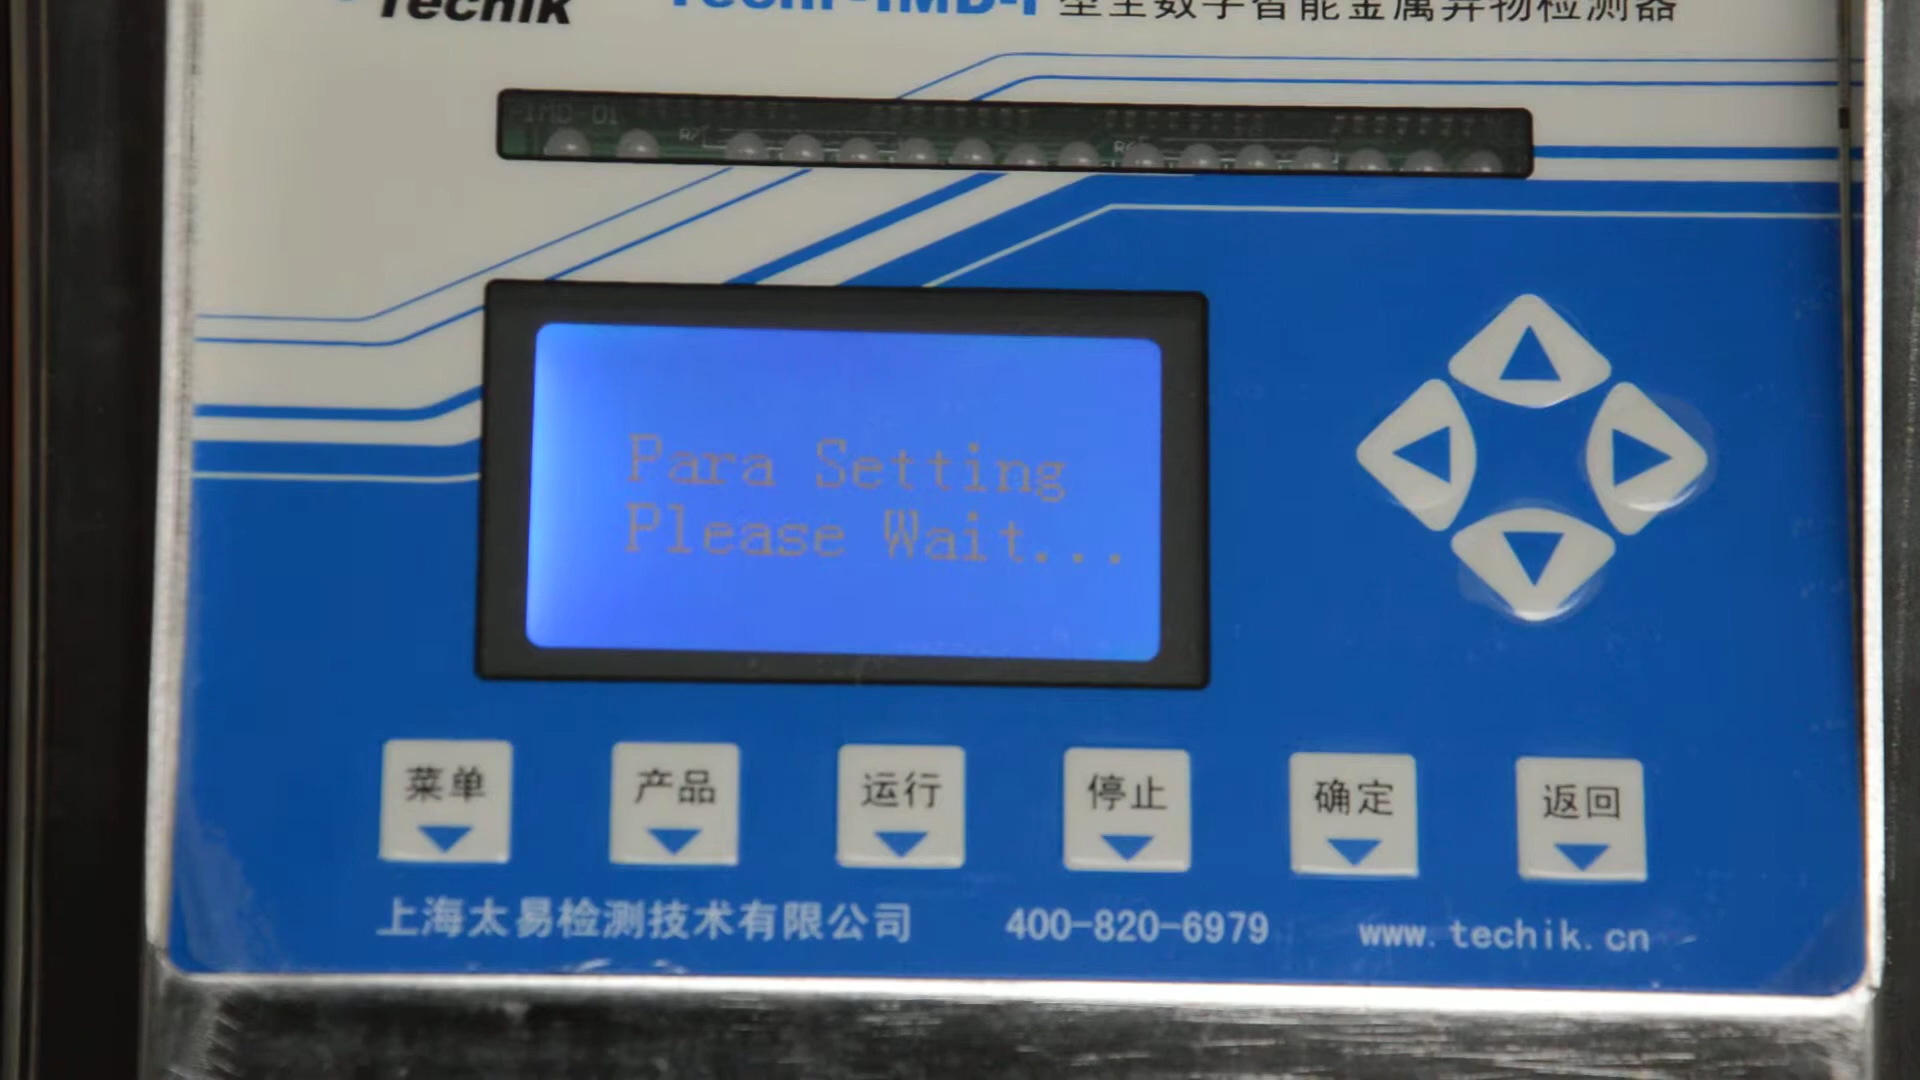 Techik
型全数字智能金属异物检测器
Para Setting
Please Wait...
菜单
产品
运行
停止
确定
返回
上海太易检测技术有限公司 400-820-6979 www.techik.cn